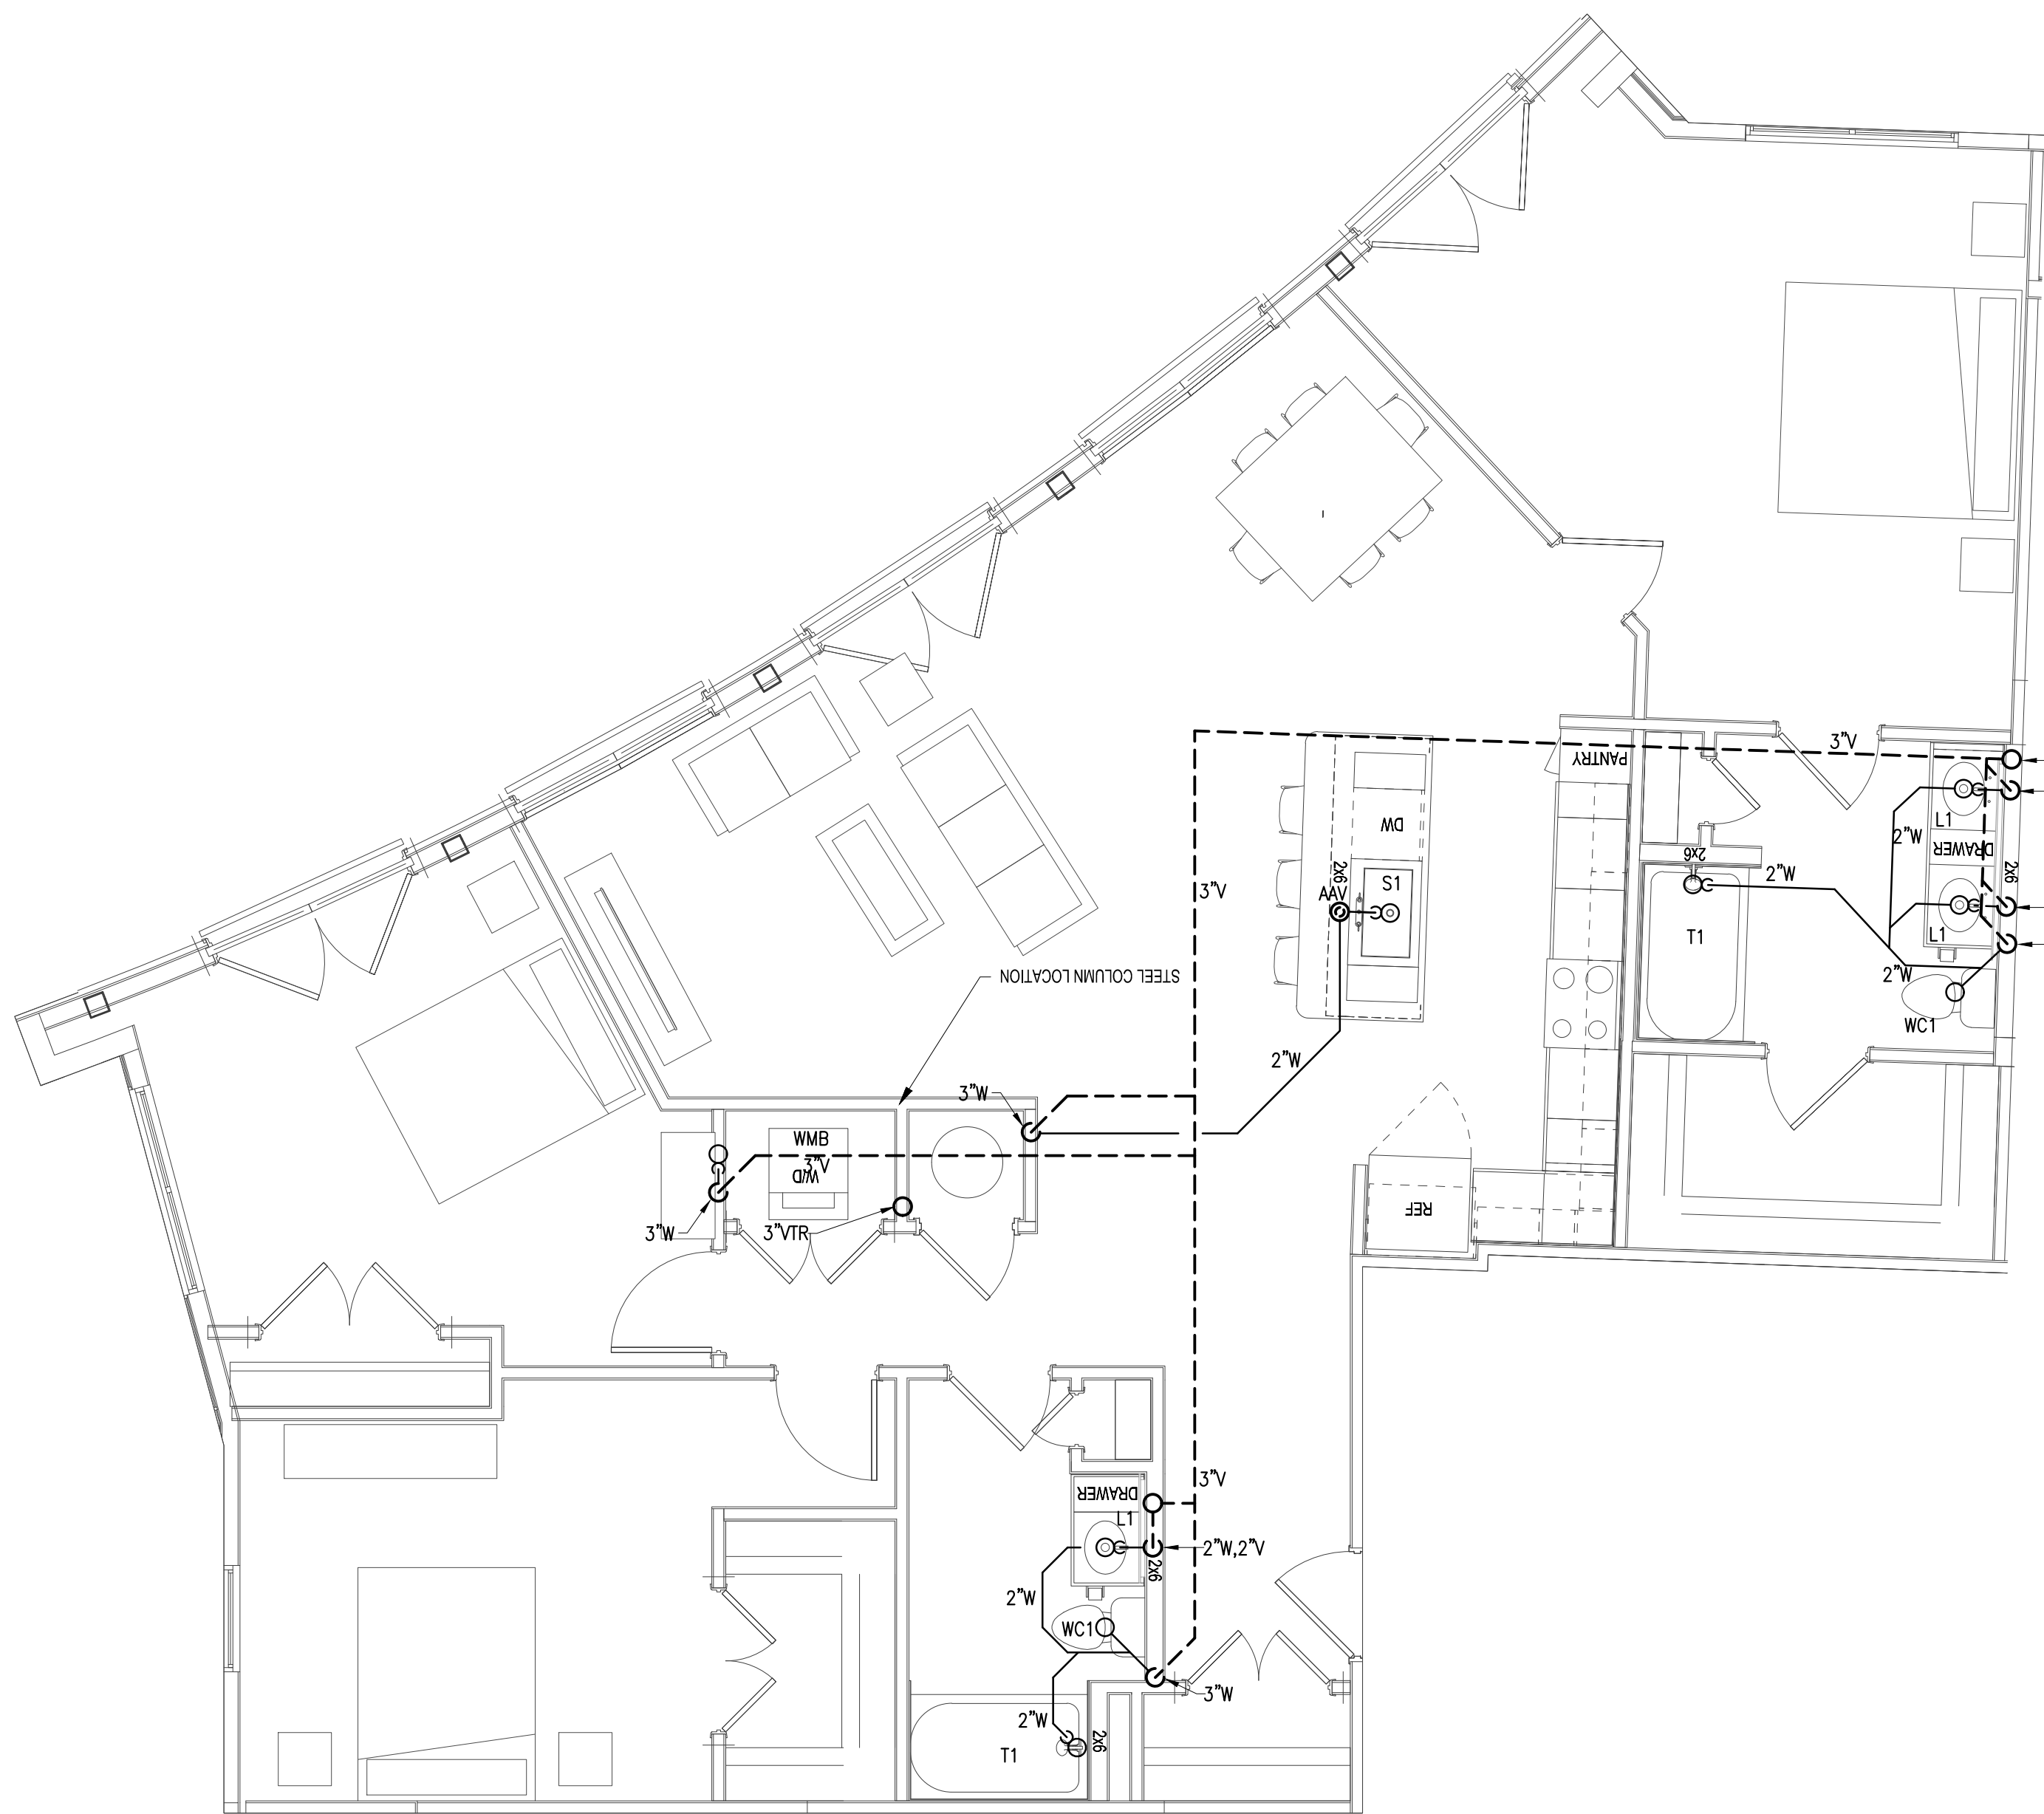 3"V
PANTRY
L1
2"W
DRAWER
2x6
2x6
2"W
DW
S1
2x6
AAV
3"V
T1
L1
2"W
WC1
STEEL COLUMN LOCATION
2"W
3"W
WMB
3"V
W/D
3"W
3"VTR
REF
3"V
DRAWER
L1
2"W,2"V
2x6
2"W
WC1
3"W
2"W
2x6
T1